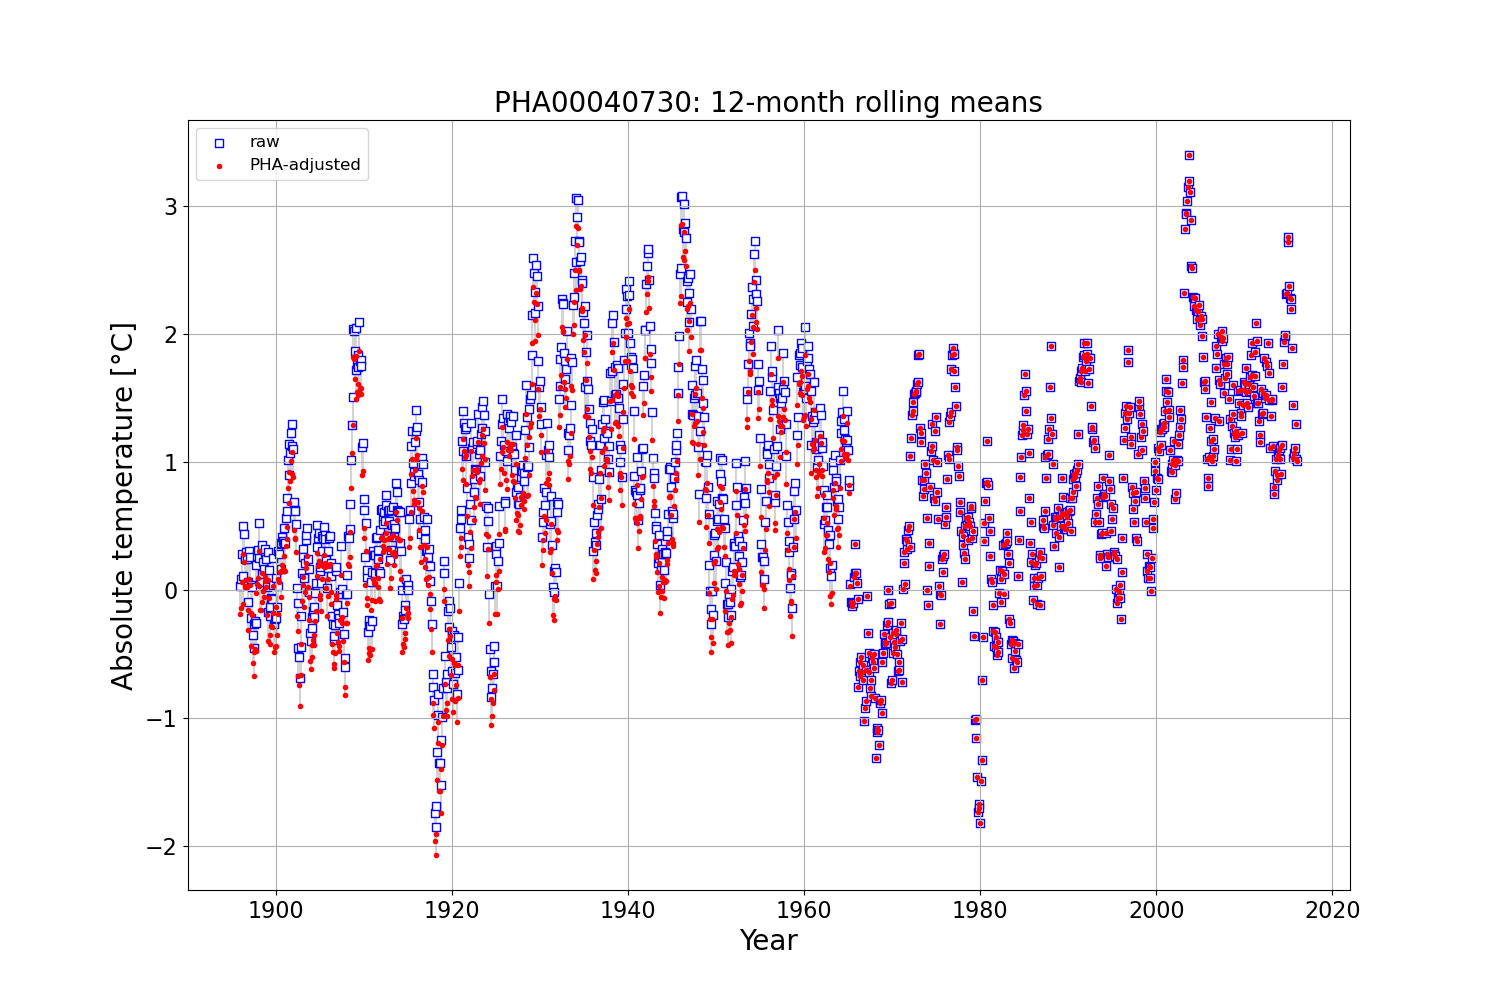 PHA00040730: 12-month rolling means
raw
PHA-adjusted
Absolute temperature [°C]
3
2
1
0
−1
−2
1900 1920 1940 1960 1980 2000 2020
Year